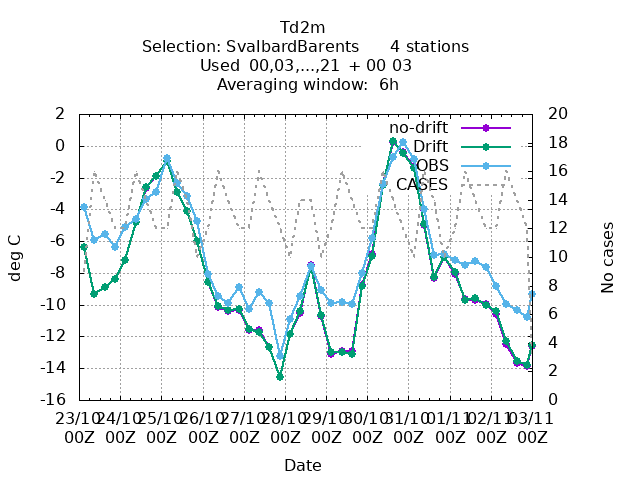 Td2m
Selection: SvalbardBarents 4 stations
Used 00,03,...,21 + 00 03
Averaging window: 6h
no-drift
Drift
OBS
CASES
deg C
2
0
-2
-4
-6
-8
-10
-12
-14
-16
20
18
16
14
12
10
8
6
4
2
0
No cases
23/10 24/10 25/10 26/10 27/10 28/10 29/10 30/10 31/10 01/11 02/11 03/11
00Z 00Z 00Z 00Z 00Z 00Z 00Z 00Z 00Z 00Z 00Z 00Z
Date